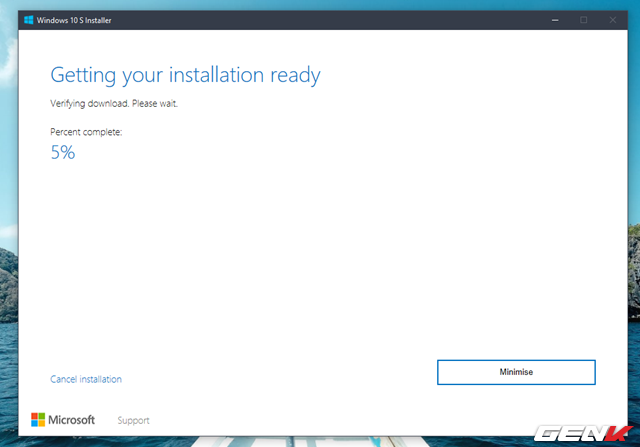 Windows 10 S Installer
Getting your installation ready
Verifying download. Please wait.
Percent complete:
5%
Cancel installation
Minimise
Microsoft
Support
GENK